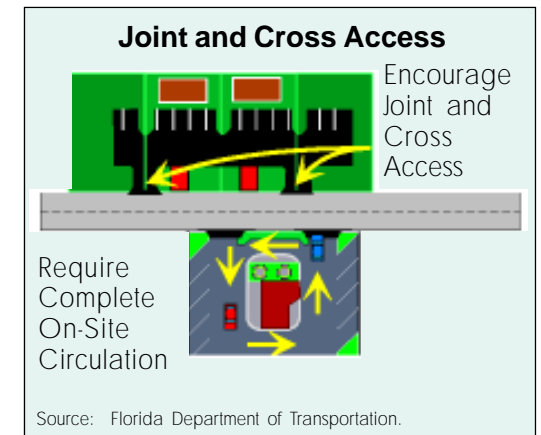 Joint and Cross Access
Encourage
Joint and
Cross
Access
Require
Complete
On-Site
Circulation
Source: Florida Department of Transportation.